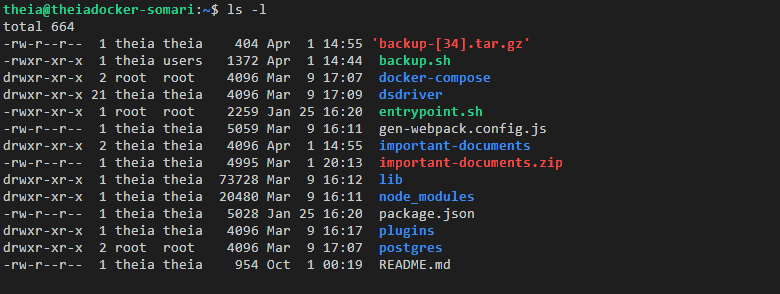 theia@theiadocker-somari:~$ ls -l
total 664
-rw-r--r--  1 theia theia   404 Apr  1 14:55 'backup-[34].tar.gz'
-rwxr-xr-x  1 theia users  1372 Apr  1 14:44  backup.sh
drwxr-xr-x  2 root  root   4096 Mar  9 17:07  docker-compose
drwxr-xr-x 21 theia theia  4096 Mar  9 17:09  dsdriver
-rwxr-xr-x  1 root  root   2259 Jan 25 16:20  entrypoint.sh
-rw-r--r--  1 theia theia  5059 Mar  9 16:11  gen-webpack.config.js
drwxr-xr-x  2 theia theia  4096 Apr  1 14:55  important-documents
-rw-r--r--  1 theia theia  4995 Mar  1 20:13  important-documents.zip
drwxr-xr-x  1 theia theia 73728 Mar  9 16:12  lib
drwxr-xr-x  1 theia theia 20480 Mar  9 16:11  node_modules
-rw-r--r--  1 theia theia  5028 Jan 25 16:20  package.json
drwxr-xr-x  1 theia theia  4096 Mar  9 16:17  plugins
drwxr-xr-x  2 root  root   4096 Mar  9 17:07  postgres
-rw-r--r--  1 theia theia   954 Oct  1 00:19  README.md